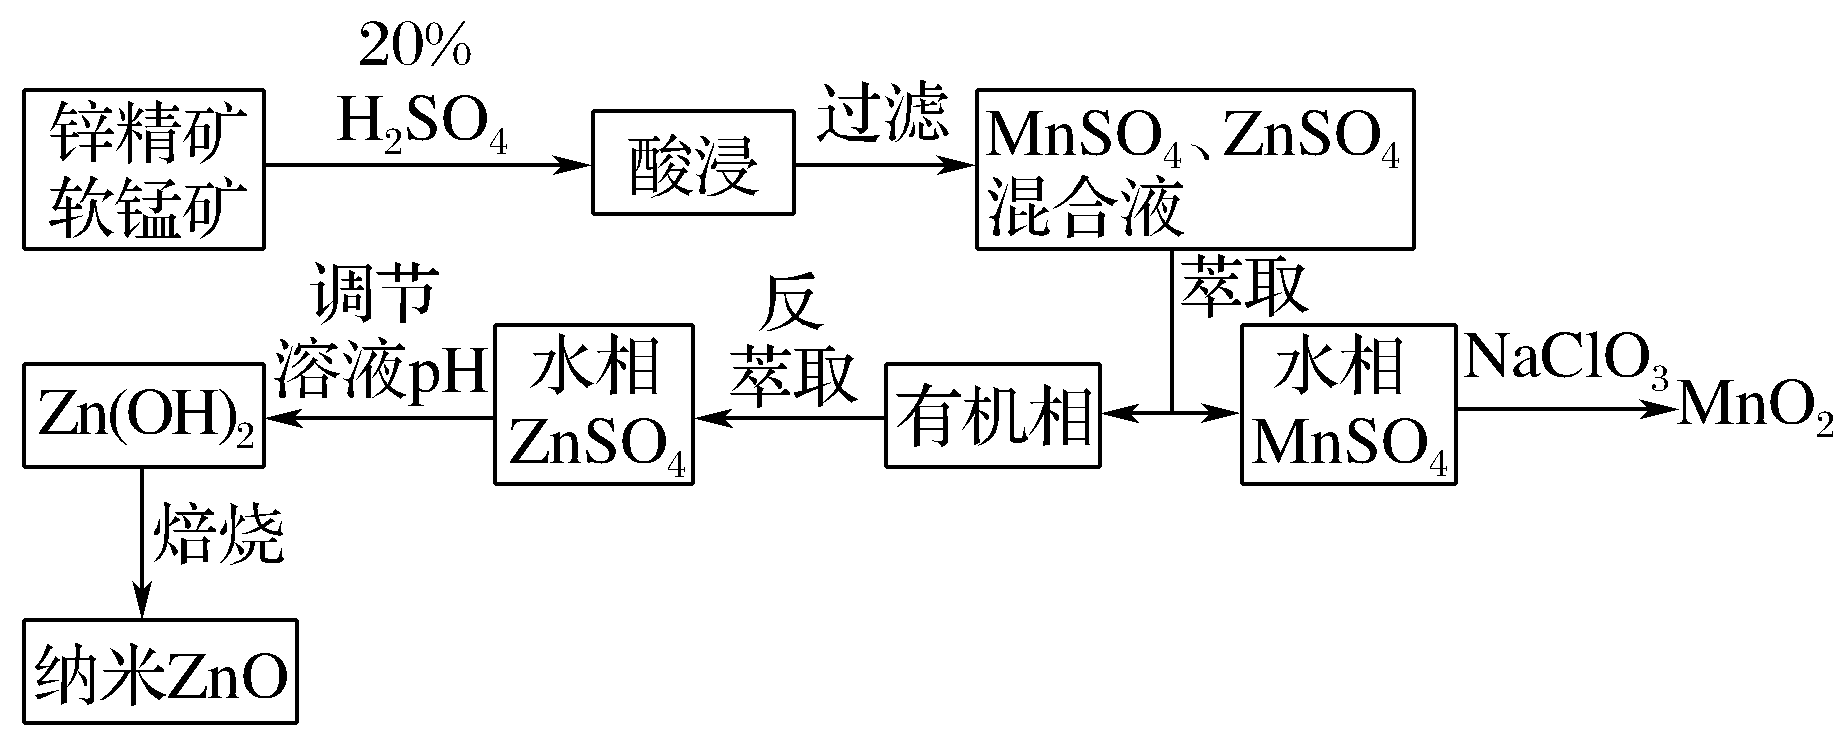 锌精矿
软锰矿
20%
H₂SO₄
酸浸
过滤
MnSO₄、ZnSO₄
混合液
萃取
水相
MnSO₄
NaClO₃
MnO₂
有机相
反
萃取
水相
ZnSO₄
调节
溶液pH
Zn(OH)₂
焙烧
纳米ZnO